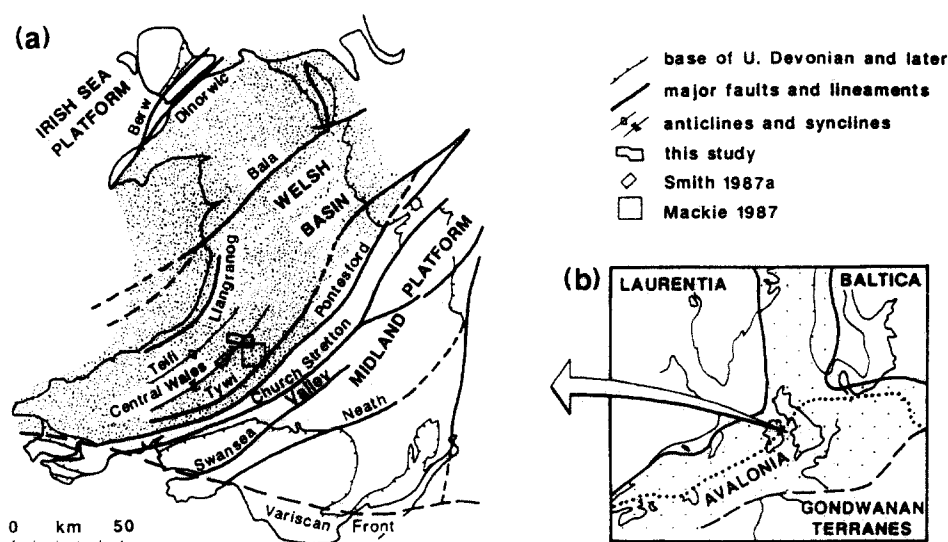 (a)
IRISH SEA
PLATFORM
Berw
Dinorwic
Bala
WELSH
BASIN
Llangranog
Pontesford
PLATFORM
MIDLAND
Teifi
Central Wales
Tywi
Church Stretton
Swansea Valley
Neath
Variscan Front
0 km 50
base of U. Devonian and later
major faults and lineaments
anticlines and synclines
this study
Smith 1987a
Mackie 1987
(b)
LAURENTIA
BALTICA
AVALONIA
GONDWANAN
TERRANES